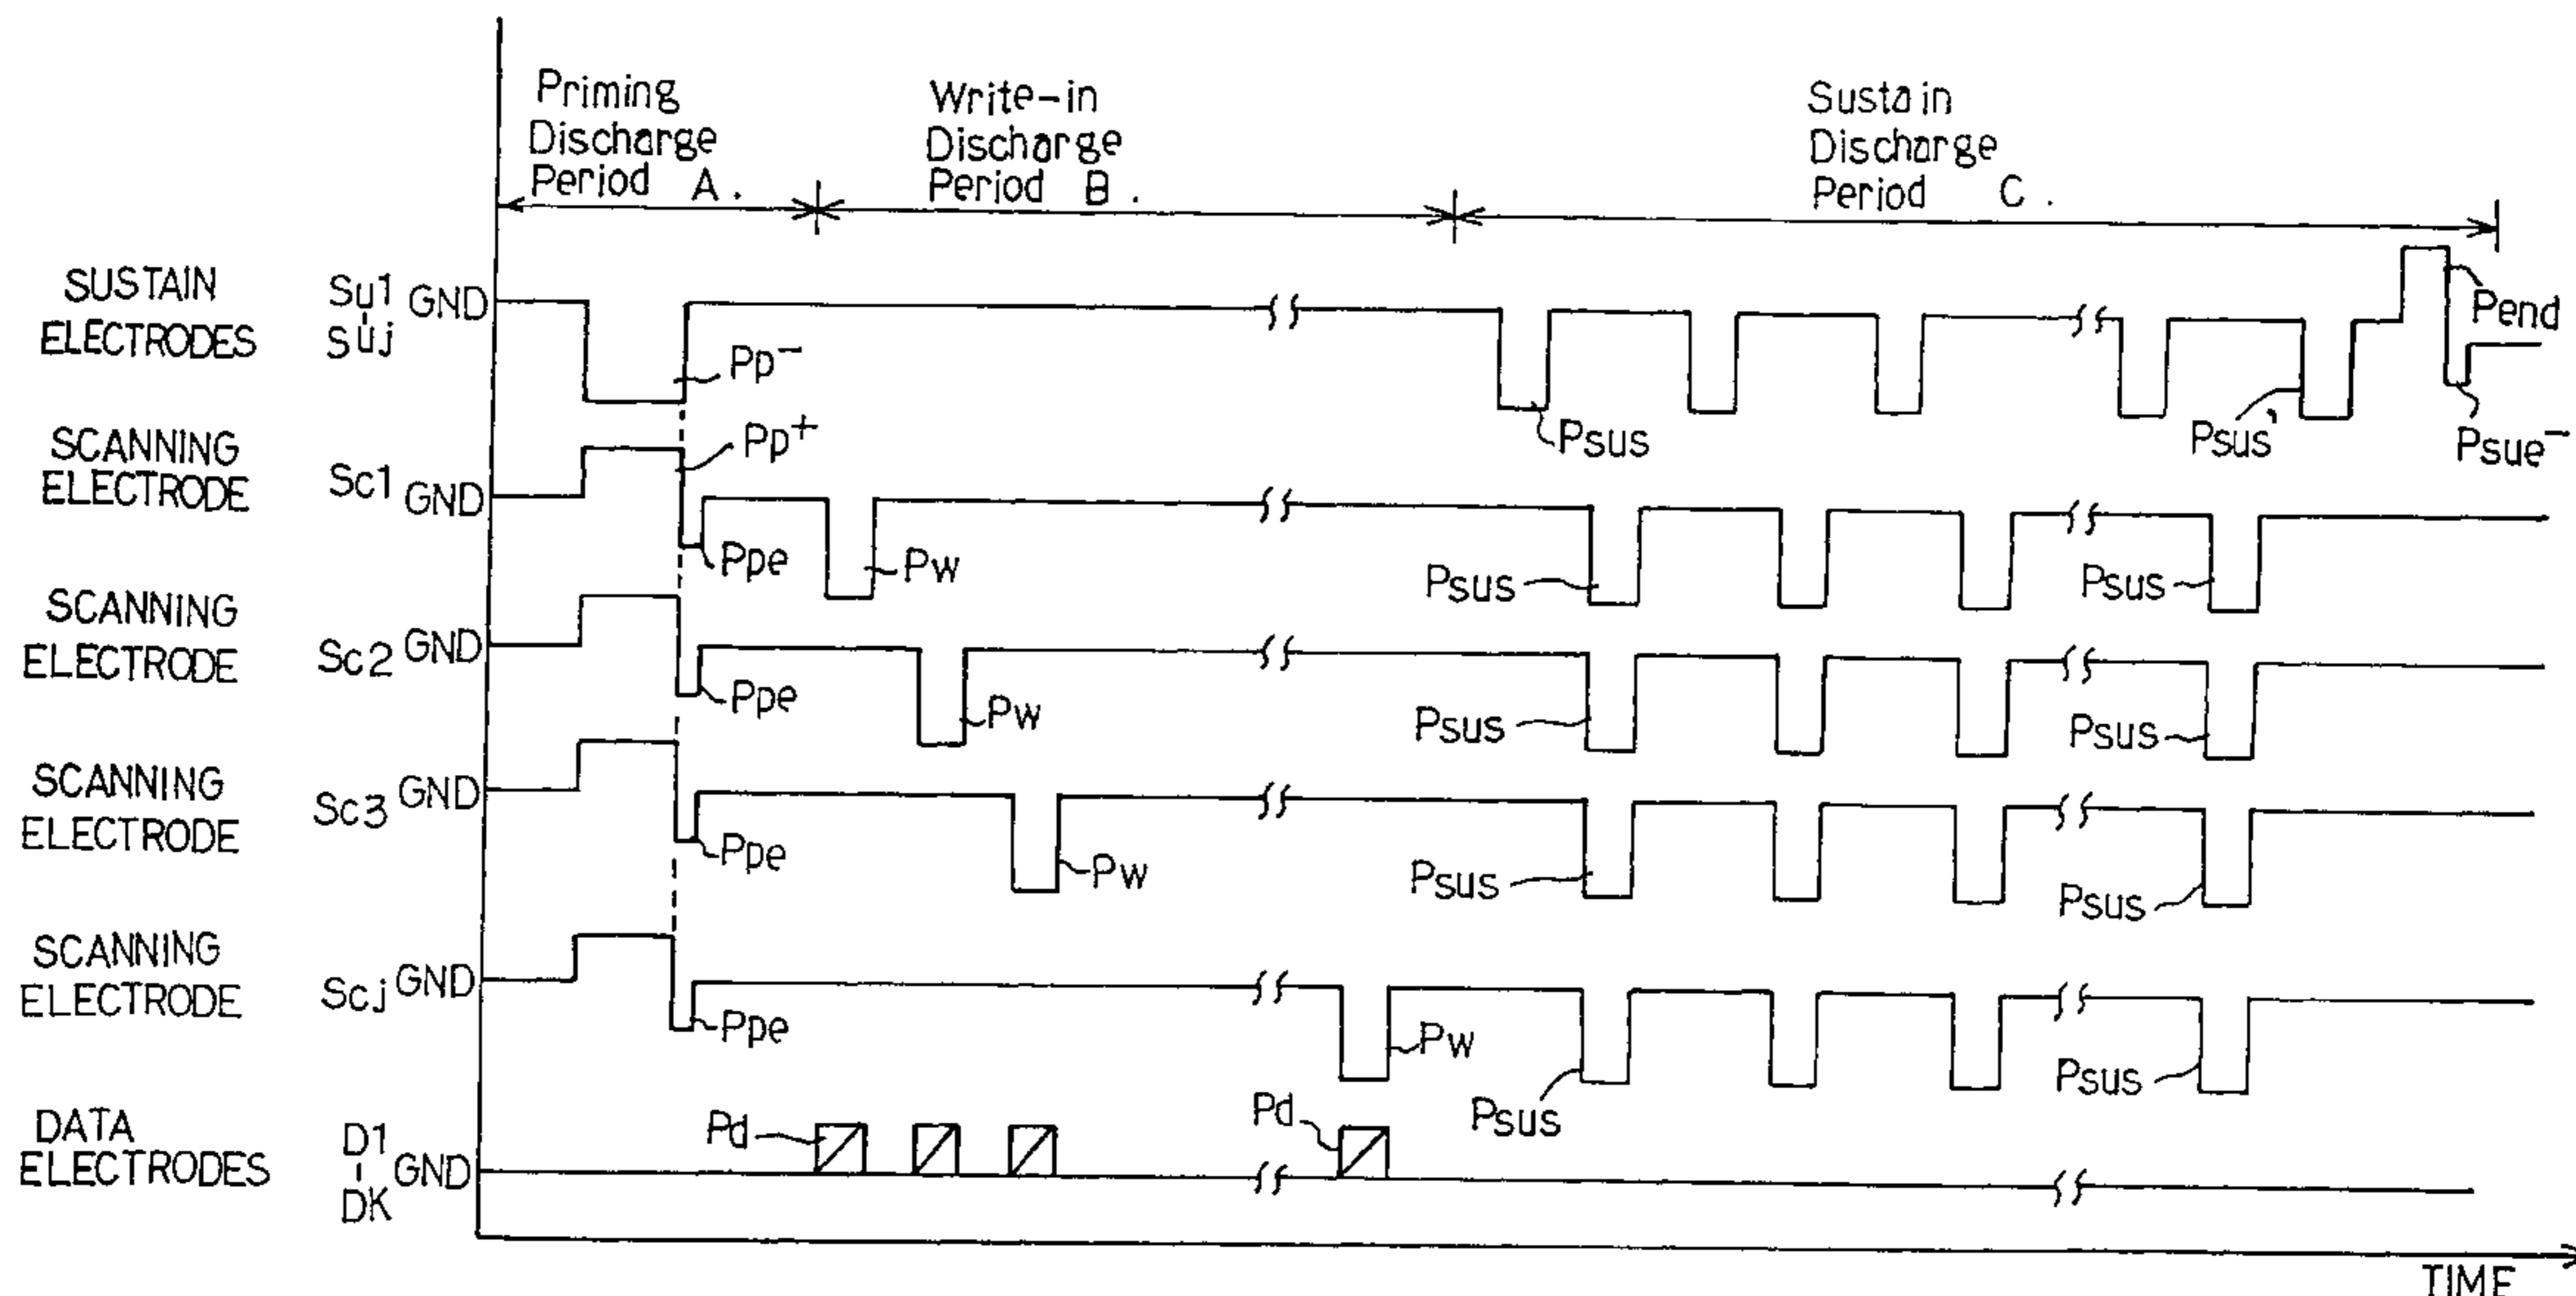 Priming
Discharge
Period A.
Write-in
Discharge
Period B.
Sustain
Discharge
Period C.
SUSTAIN
ELECTRODES
Su1
Suj
GND
Pp-
Psus
Psus'
Pend
Psue-
SCANNING
ELECTRODE
Sc1 GND
Pp+
Ppe
Pw
Psus
Psus
SCANNING
ELECTRODE
Sc2 GND
Ppe
Pw
Psus
Psus
SCANNING
ELECTRODE
Sc3 GND
Ppe
Pw
Psus
Psus
SCANNING
ELECTRODE
Scj GND
Ppe
Pw
Psus
Psus
DATA
ELECTRODES
D1
DK
GND
Pd
Pd
TIME